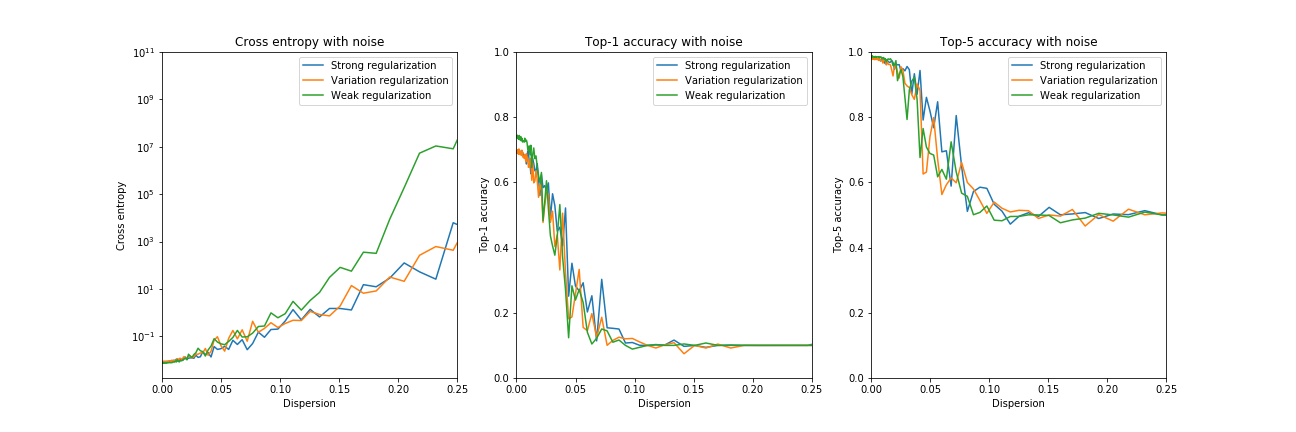 Cross entropy with noise
Cross entropy
10^11
10^9
10^7
10^5
10^3
10^1
10^−1
Strong regularization
Variation regularization
Weak regularization
0.00 0.05 0.10 0.15 0.20 0.25
Dispersion
Top-1 accuracy with noise
Top-1 accuracy
1.0
0.8
0.6
0.4
0.2
0.0
Strong regularization
Variation regularization
Weak regularization
0.00 0.05 0.10 0.15 0.20 0.25
Dispersion
Top-5 accuracy with noise
Top-5 accuracy
1.0
0.8
0.6
0.4
0.2
0.0
Strong regularization
Variation regularization
Weak regularization
0.00 0.05 0.10 0.15 0.20 0.25
Dispersion